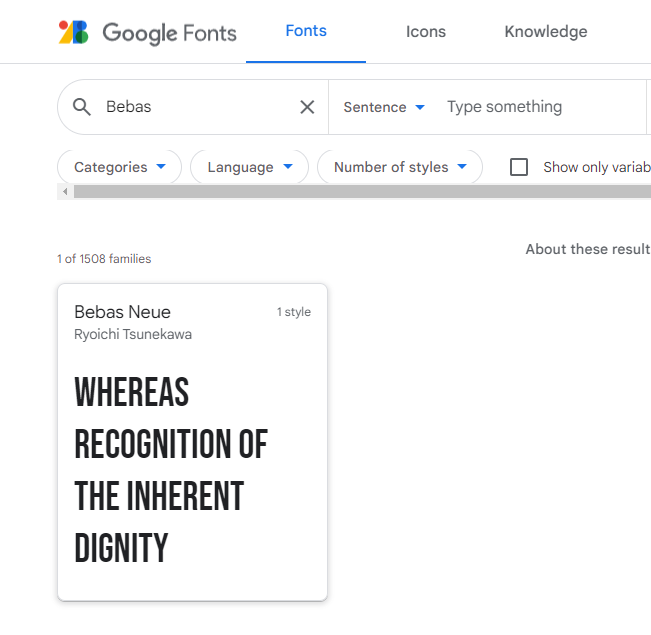 Google Fonts
Fonts
Icons
Knowledge
Bebas
Sentence
Type something
Categories
Language
Number of styles
Show only variab
1 of 1508 families
About these result
Bebas Neue
1 style
Ryoichi Tsunekawa
WHEREAS
RECOGNITION OF
THE INHERENT
DIGNITY